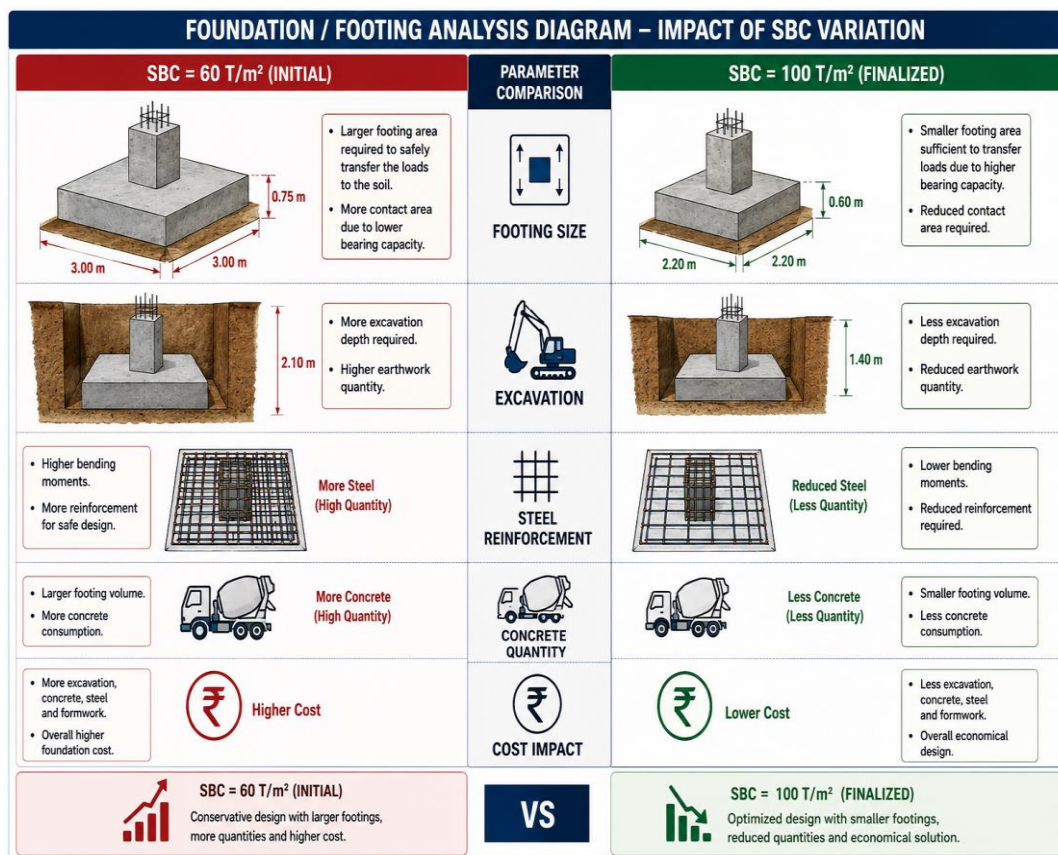 FOUNDATION / FOOTING ANALYSIS DIAGRAM – IMPACT OF SBC VARIATION
SBC = 60 T/m² (INITIAL)
PARAMETER
COMPARISON
SBC = 100 T/m² (FINALIZED)
0.75 m
3.00 m
3.00 m
• Larger footing area
required to safely
transfer the loads
to the soil.
• More contact area
due to lower
bearing capacity.
FOOTING SIZE
0.60 m
2.20 m
2.20 m
• Smaller footing area
sufficient to transfer
loads due to higher
bearing capacity.
• Reduced contact
area required.
2.10 m
• More excavation
depth required.
• Higher earthwork
quantity.
EXCAVATION
1.40 m
• Less excavation
depth required.
• Reduced earthwork
quantity.
• Higher bending
moments.
• More reinforcement
for safe design.
More Steel
(High Quantity)
STEEL
REINFORCEMENT
Reduced Steel
(Less Quantity)
• Lower bending
moments.
• Reduced reinforcement
required.
• Larger footing volume.
• More concrete
consumption.
More Concrete
(High Quantity)
CONCRETE
QUANTITY
Less Concrete
(Less Quantity)
• Smaller footing volume.
• Less concrete
consumption.
• More excavation,
concrete, steel
and formwork.
• Overall higher
foundation cost.
₹
Higher Cost
₹
COST IMPACT
₹
Lower Cost
• Less excavation,
concrete, steel
and formwork.
• Overall economical
design.
SBC = 60 T/m² (INITIAL)
Conservative design with larger footings,
more quantities and higher cost.
VS
SBC = 100 T/m² (FINALIZED)
Optimized design with smaller footings,
reduced quantities and economical solution.